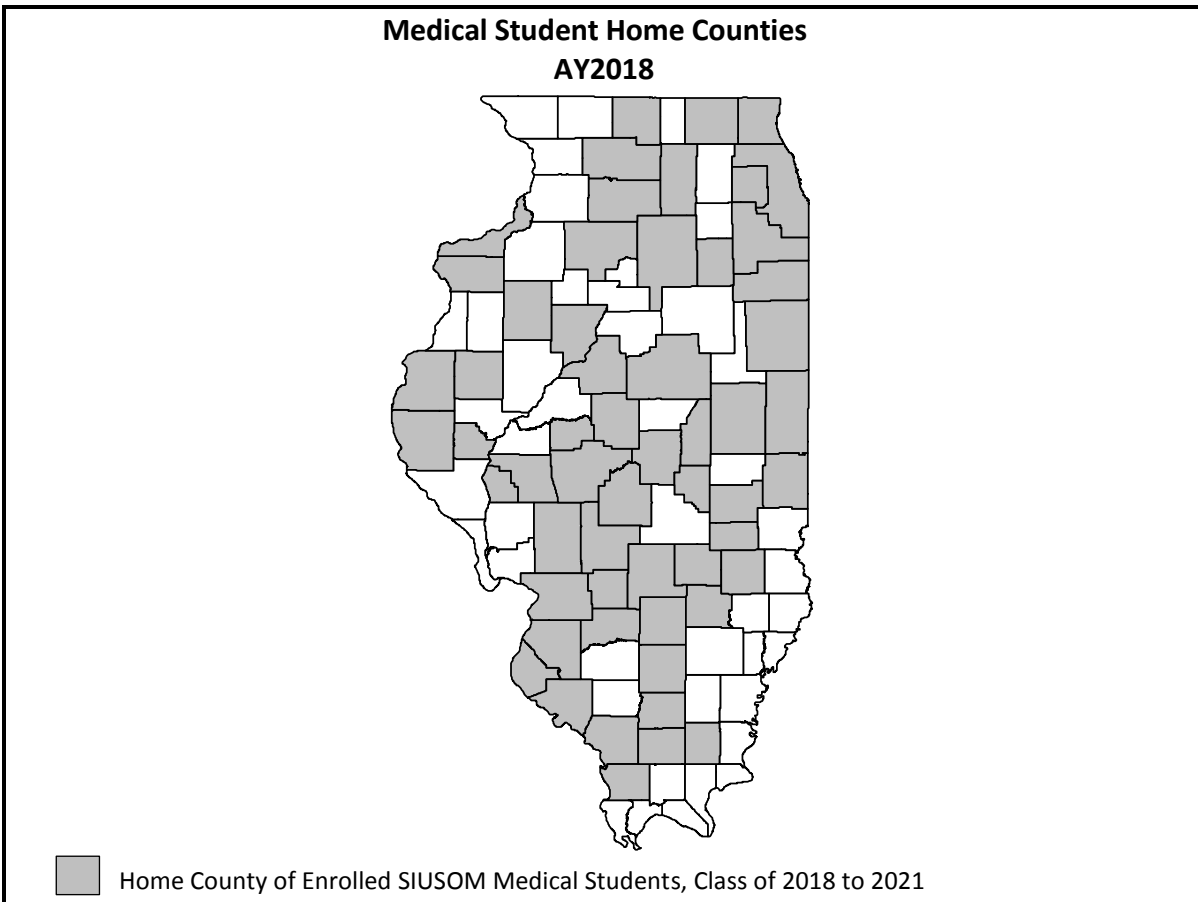 Medical Student Home Counties
AY2018
Home County of Enrolled SIUSOM Medical Students, Class of 2018 to 2021